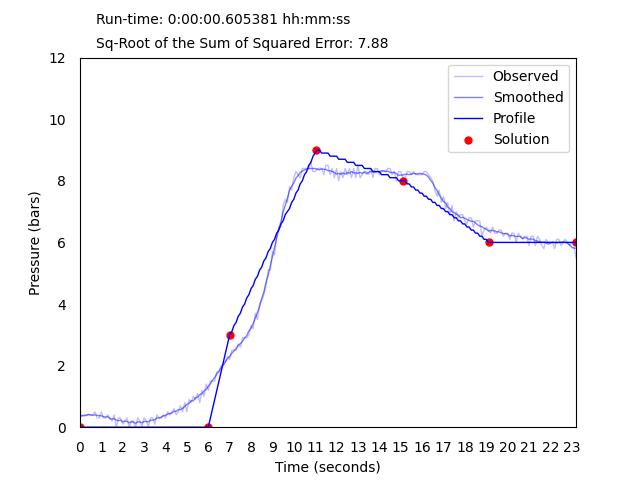 Run-time: 0:00:00.605381 hh:mm:ss
Sq-Root of the Sum of Squared Error: 7.88
12
10
8
6
4
2
0
Pressure (bars)
Observed
Smoothed
Profile
Solution
0 1 2 3 4 5 6 7 8 9 10 11 12 13 14 15 16 17 18 19 20 21 22 23
Time (seconds)